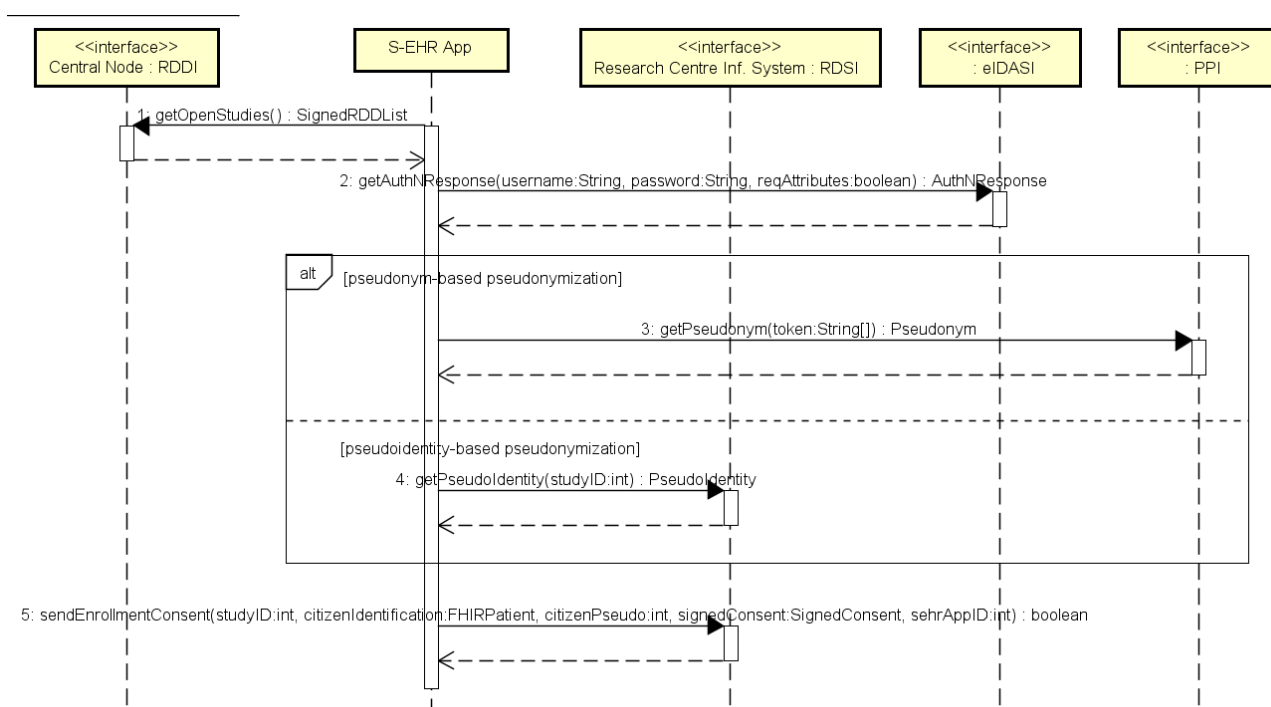 <<interface>>
Central Node : RDDI
S-EHR App
<<interface>>
Research Centre Inf. System : RDSI
<<interface>>
: eIDASI
<<interface>>
: PPI
1: getOpenStudies() : SignedRDDList
2: getAuthNResponse(username:String, password:String, reqAttributes:boolean) : AuthNResponse
alt
[pseudonym-based pseudonymization]
3: getPseudonym(token:String[]) : Pseudonym
[pseudoidentity-based pseudonymization]
4: getPseudoIdentity(studyID:int) : PseudoIdentity
5: sendEnrollmentConsent(studyID:int, citizenIdentification:FHIRPatient, citizenPseudo:int, signedConsent:SignedConsent, sehrAppID:int) : boolean